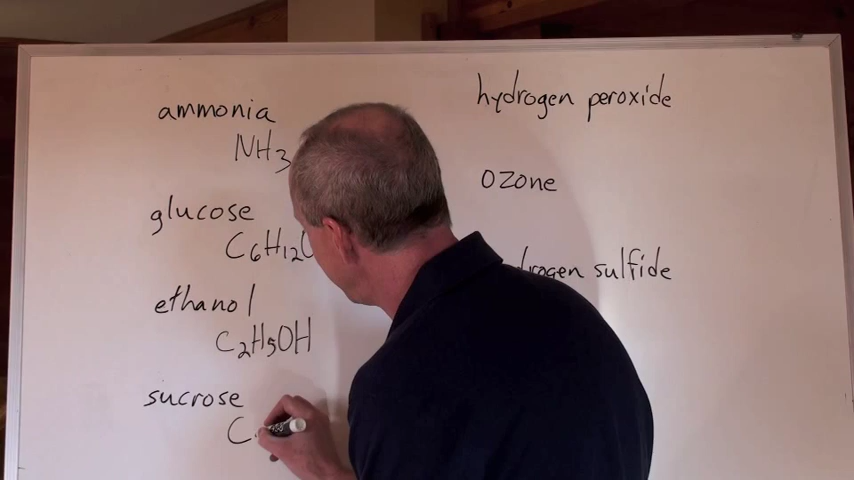 ammonia
NH3
glucose
C6H12
ethanol
C2H5OH
sucrose
C
hydrogen peroxide
ozone
drogen sulfide